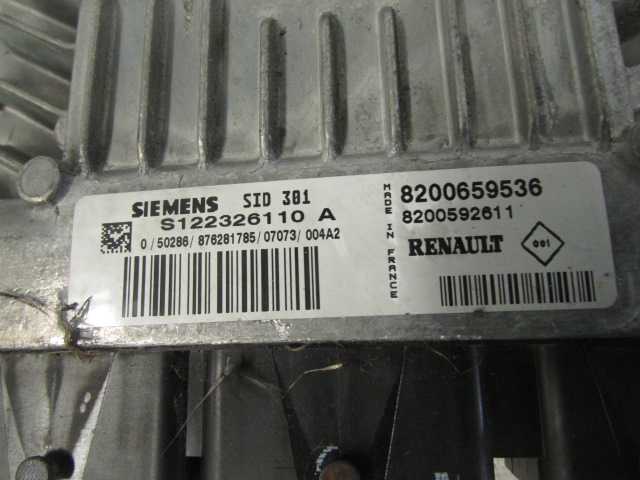 SIEMENS SID 301
S122326110 A
0/50286/876281785/07073/004A2
MADE IN FRANCE
8200659536
8200592611
RENAULT
001